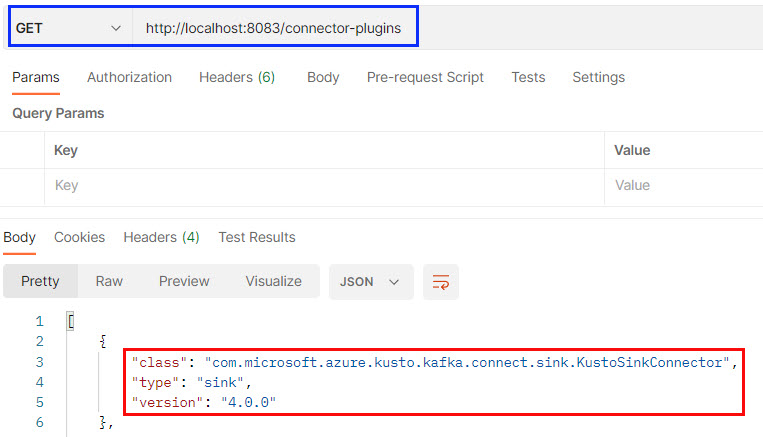 GET http://localhost:8083/connector-plugins
Params Authorization Headers (6) Body Pre-request Script Tests Settings
Query Params
Key Value
Key Value
Body Cookies Headers (4) Test Results
Pretty Raw Preview Visualize JSON
1 [
2 {
3 "class": "com.microsoft.azure.kusto.kafka.connect.sink.KustoSinkConnector",
4 "type": "sink",
5 "version": "4.0.0"
6 },